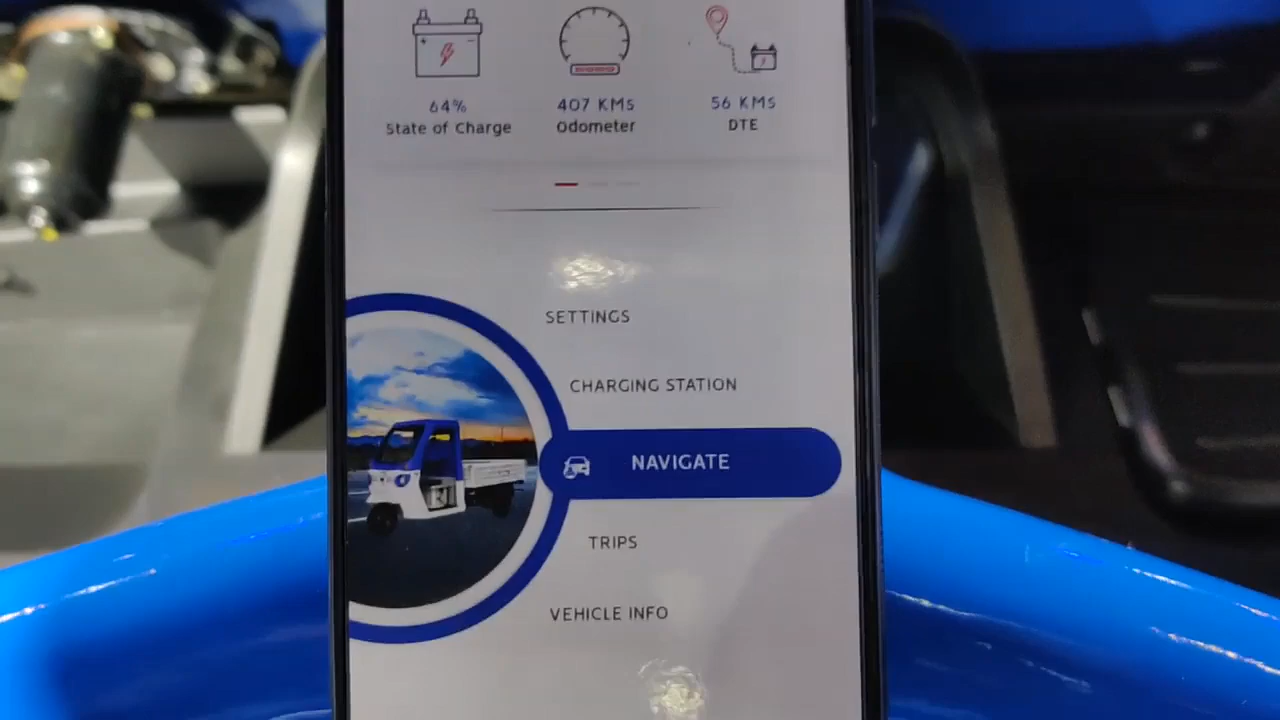 64%
State of Charge
407 KMs
Odometer
56 KMs
DTE
SETTINGS
CHARGING STATION
NAVIGATE
TRIPS
VEHICLE INFO